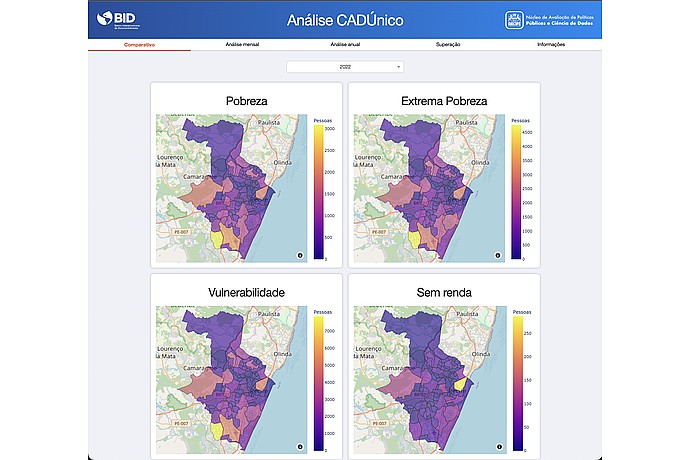 BID
Análise CADÚnico
Núcleo de Avaliação de Políticas
Públicas e Ciência de Dados
Comparativo
Análise mensal
Análise anual
Superação
Informações
2022
Pobreza
Extrema Pobreza
Pessoas
3000
2500
2000
1500
1000
500
0
Paulista
Lourenço
da Mata
Olinda
Camarag
PE-007
Pessoas
4500
4000
3500
3000
2500
2000
1500
1000
500
0
Paulista
Lourenço
da Mata
Olinda
Camarag
PE-007
Vulnerabilidade
Sem renda
Pessoas
7000
6000
5000
4000
3000
2000
1000
0
Paulista
Lourenço
da Mata
Olinda
Camarag
PE-007
Pessoas
250
200
150
100
50
0
Paulista
Lourenço
da Mata
Olinda
Camarag
PE-007